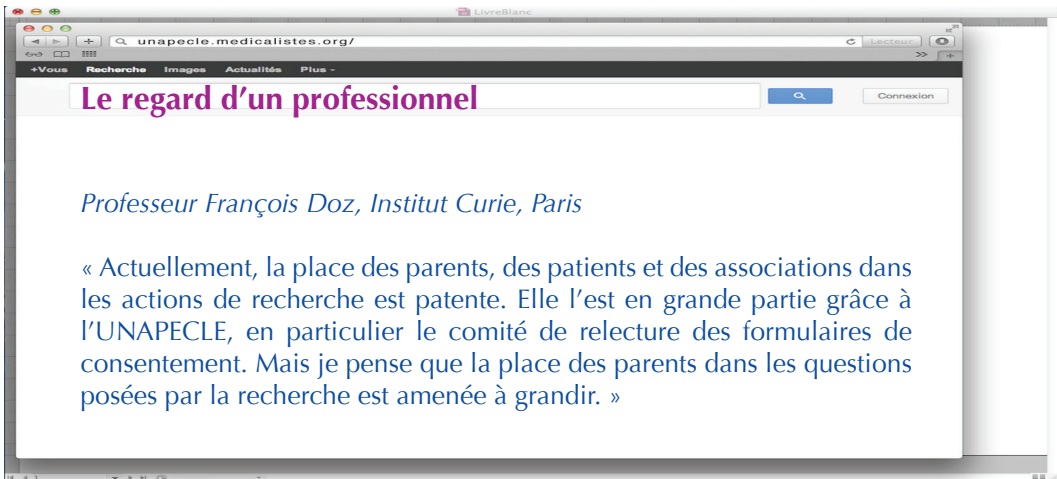 LivreBlanc
unapecle.medicalistes.org/
Lecteur
+Vous Recherche Images Actualités Plus -
Le regard d’un professionnel
Connexion
Professeur François Doz, Institut Curie, Paris
« Actuellement, la place des parents, des patients et des associations dans
les actions de recherche est patente. Elle l’est en grande partie grâce à
l’UNAPECLE, en particulier le comité de relecture des formulaires de
consentement. Mais je pense que la place des parents dans les questions
posées par la recherche est amenée à grandir. »